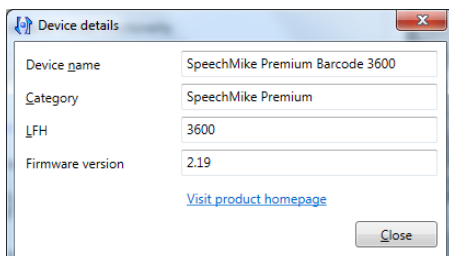 Device details
Device name SpeechMike Premium Barcode 3600
Category SpeechMike Premium
LFH 3600
Firmware version 2.19
Visit product homepage
Close